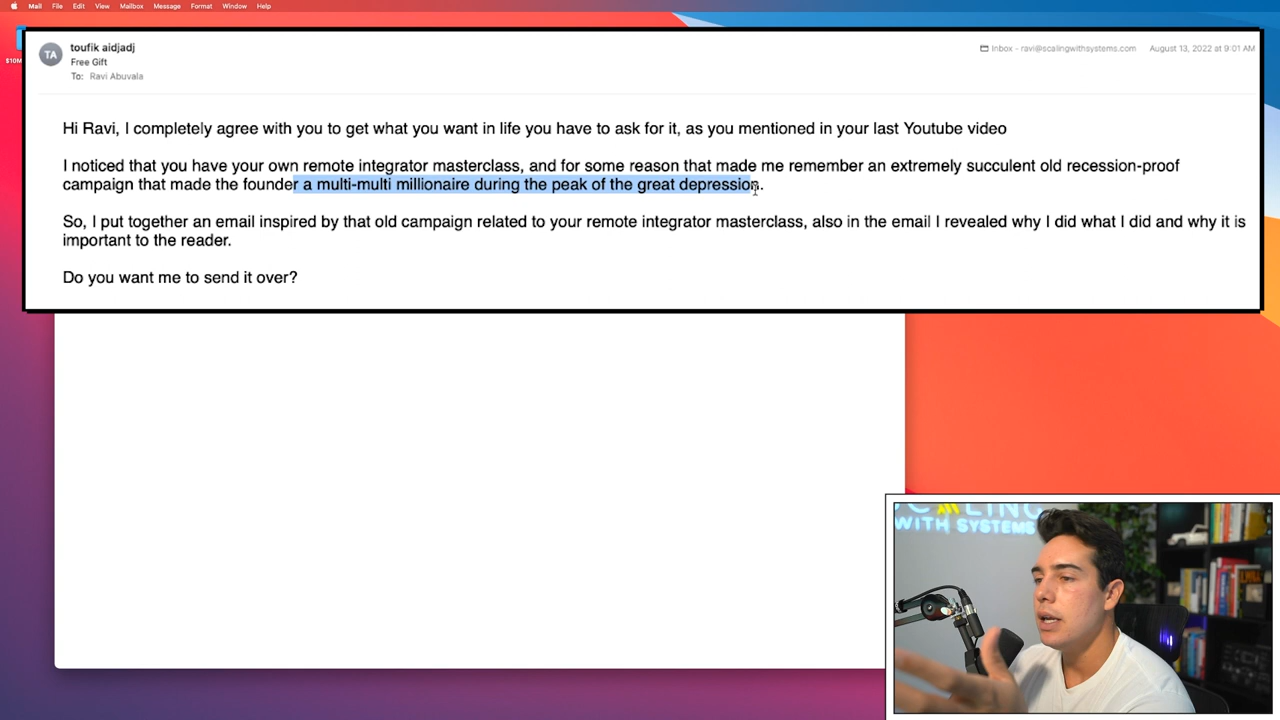 Mail File Edit View Mailbox Message Format Window Help
TA
toufik aidjadj
Inbox - ravi@scalingwithsystems.com August 13, 2022 at 9:01 AM
Free Gift
To: Ravi Abuvala
Hi Ravi, I completely agree with you to get what you want in life you have to ask for it, as you mentioned in your last Youtube video
I noticed that you have your own remote integrator masterclass, and for some reason that made me remember an extremely succulent old recession-proof
campaign that made the founder a multi-multi millionaire during the peak of the great depression.
So, I put together an email inspired by that old campaign related to your remote integrator masterclass, also in the email I revealed why I did what I did and why it is
important to the reader.
Do you want me to send it over?
$10M
WITH SYSTEMS